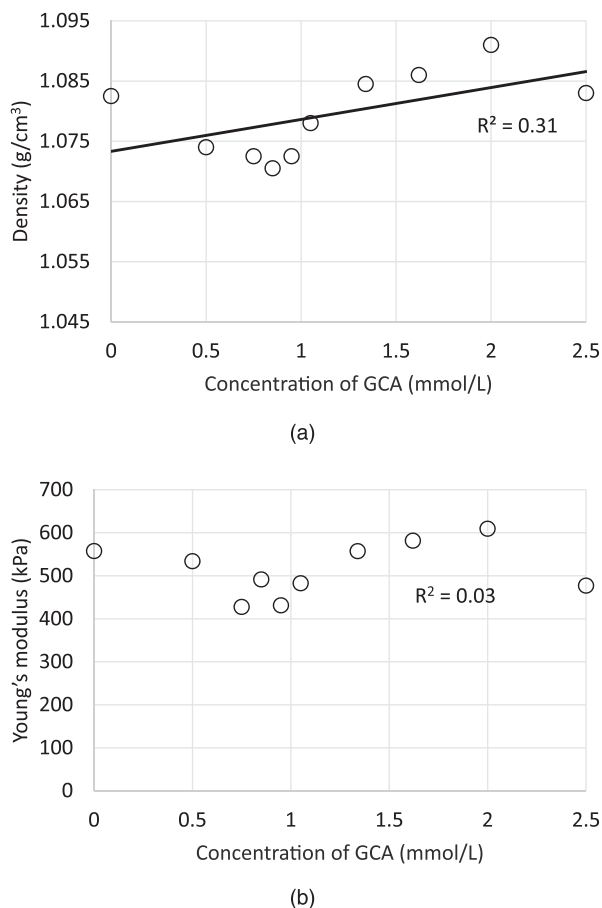 Density (g/cm³)
1.095
1.085
1.075
1.065
1.055
1.045
R² = 0.31
0 0.5 1 1.5 2 2.5
Concentration of GCA (mmol/L)
(a)
Young's modulus (kPa)
700
600
500
400
300
200
100
0
R² = 0.03
0 0.5 1 1.5 2 2.5
Concentration of GCA (mmol/L)
(b)